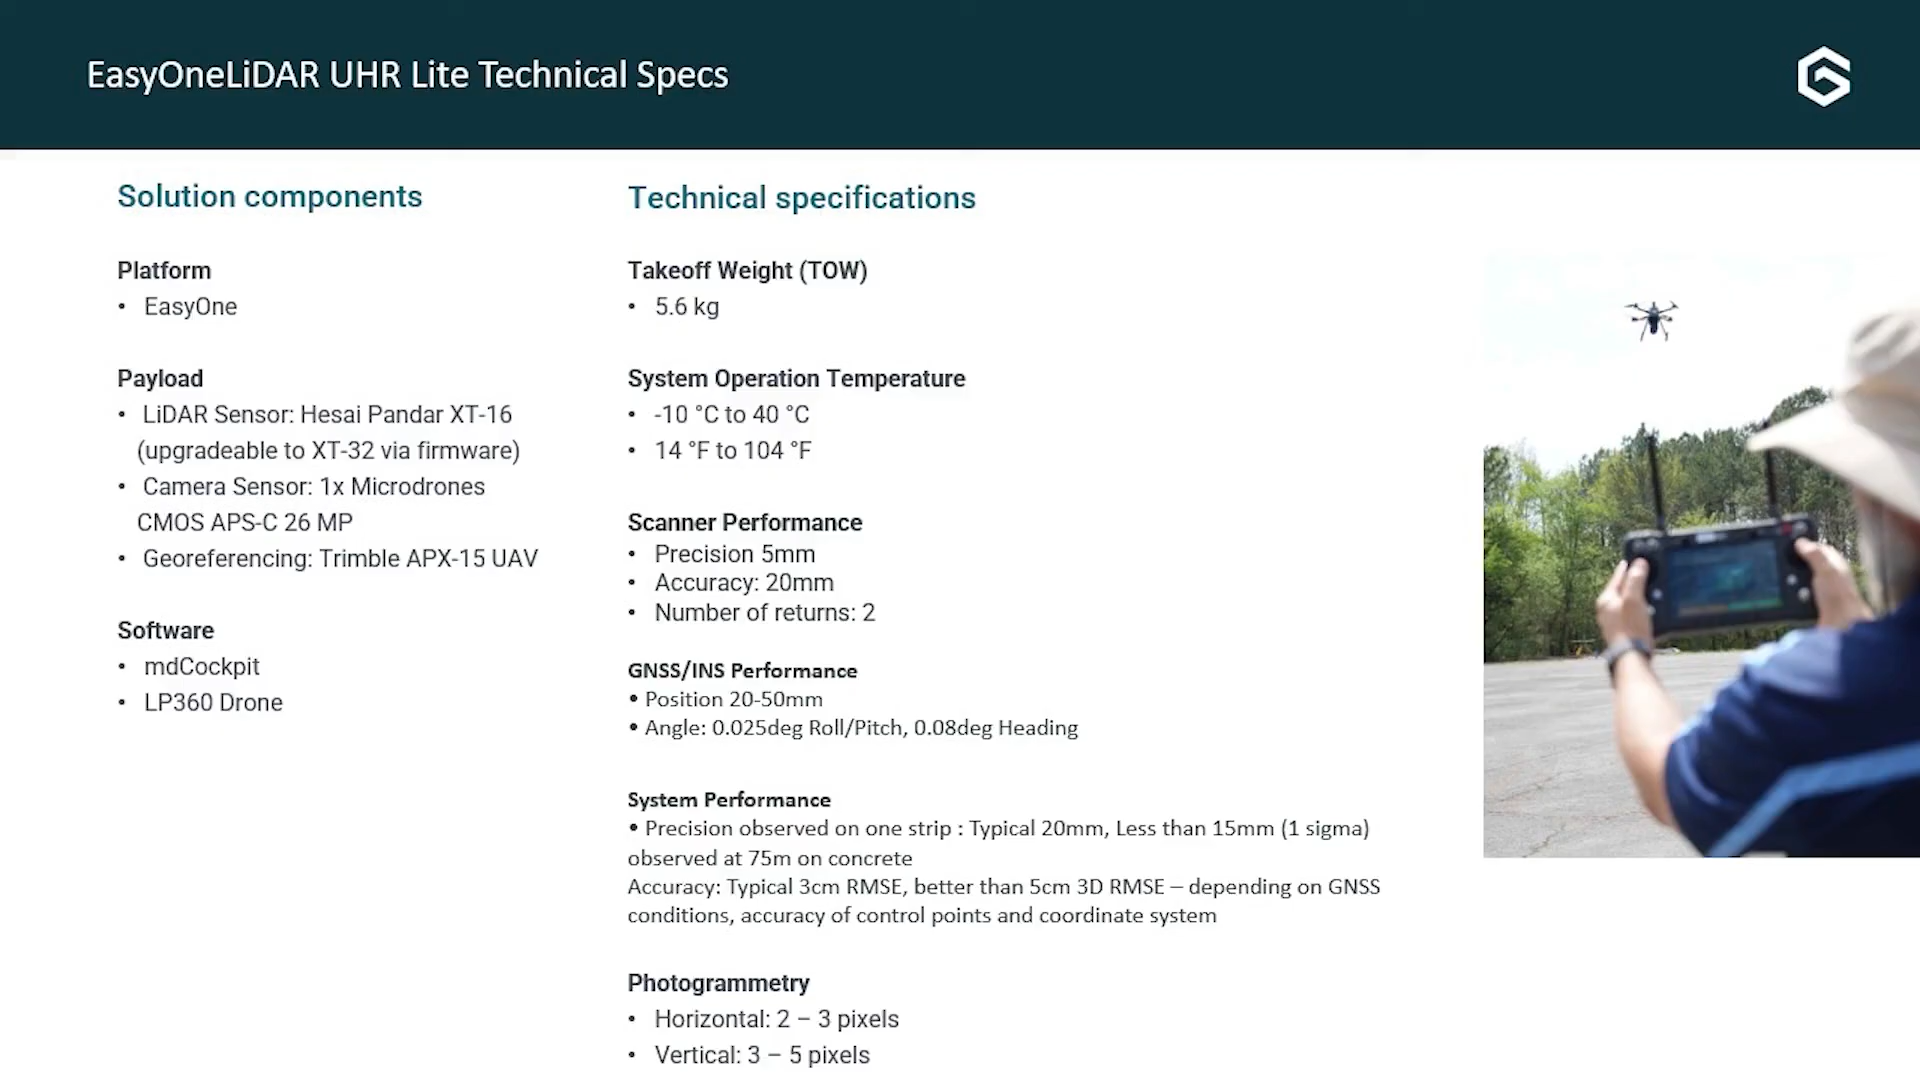 EasyOneLiDAR UHR Lite Technical Specs
Solution components
Platform
• EasyOne
Payload
• LiDAR Sensor: Hesai Pandar XT-16
(upgradeable to XT-32 via firmware)
• Camera Sensor: 1x Microdrones
CMOS APS-C 26 MP
• Georeferencing: Trimble APX-15 UAV
Software
• mdCockpit
• LP360 Drone
Technical specifications
Takeoff Weight (TOW)
• 5.6 kg
System Operation Temperature
• -10 °C to 40 °C
• 14 °F to 104 °F
Scanner Performance
• Precision 5mm
• Accuracy: 20mm
• Number of returns: 2
GNSS/INS Performance
• Position 20-50mm
• Angle: 0.025deg Roll/Pitch, 0.08deg Heading
System Performance
• Precision observed on one strip : Typical 20mm, Less than 15mm (1 sigma)
observed at 75m on concrete
Accuracy: Typical 3cm RMSE, better than 5cm 3D RMSE – depending on GNSS
conditions, accuracy of control points and coordinate system
Photogrammetry
• Horizontal: 2 – 3 pixels
• Vertical: 3 – 5 pixels